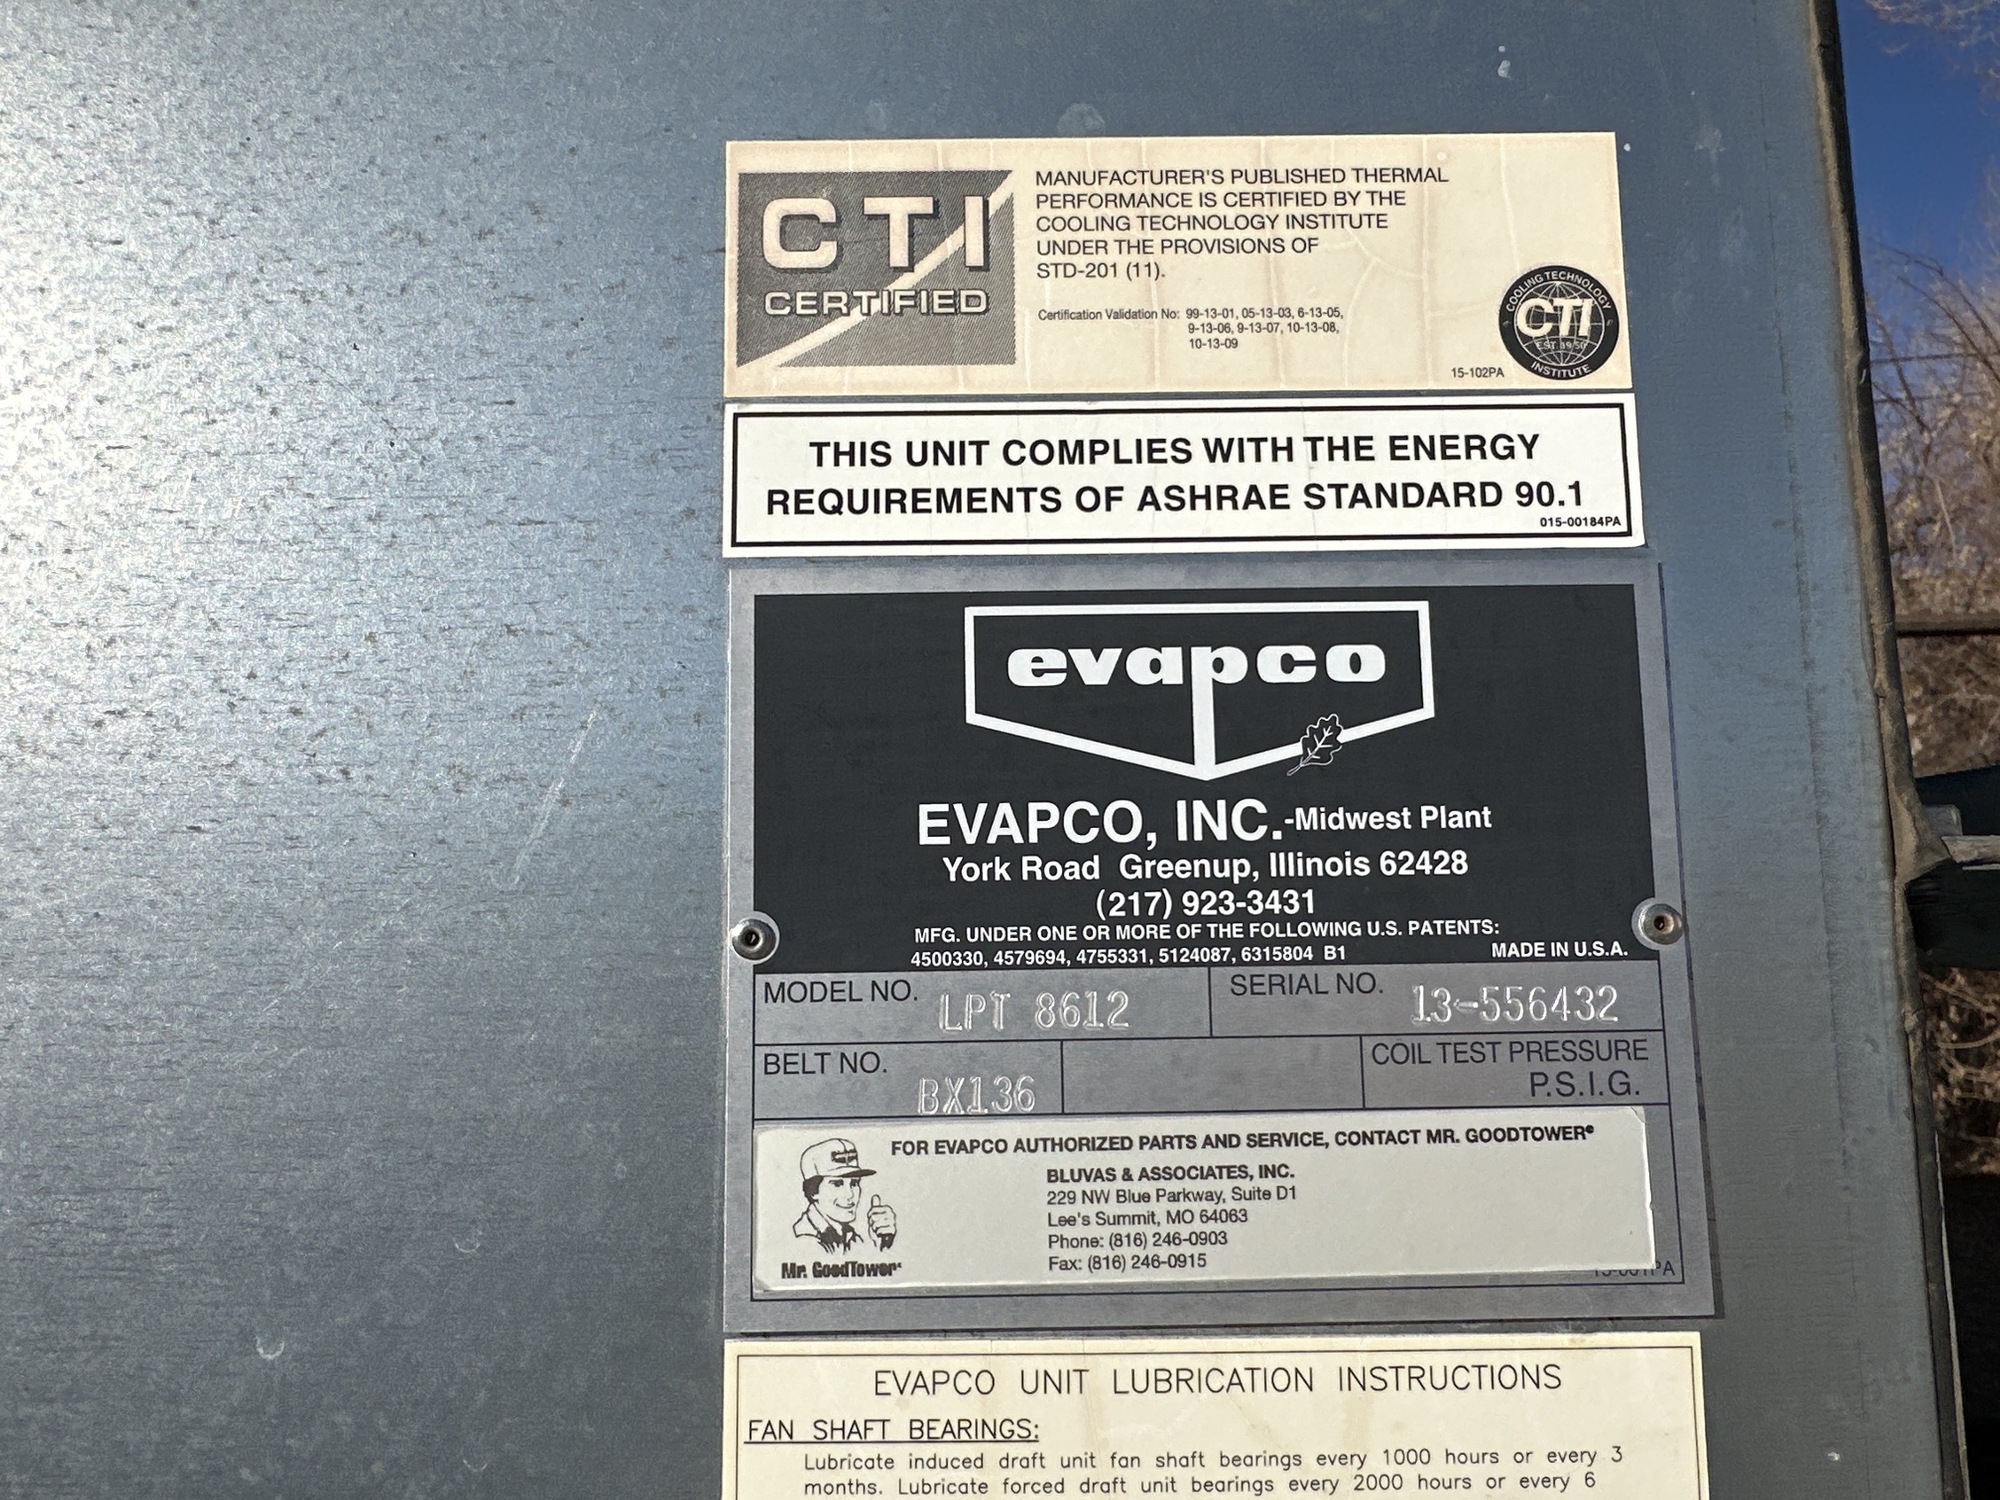 CTI
CERTIFIED
MANUFACTURER'S PUBLISHED THERMAL
PERFORMANCE IS CERTIFIED BY THE
COOLING TECHNOLOGY INSTITUTE
UNDER THE PROVISIONS OF
STD-201 (11).
Certification Validation No: 99-13-01, 05-13-03, 6-13-05,
9-13-06, 9-13-07, 10-13-08,
10-13-09
15-102PA
COOLING TECHNOLOGY
CTI
EST. 1950
INSTITUTE
THIS UNIT COMPLIES WITH THE ENERGY
REQUIREMENTS OF ASHRAE STANDARD 90.1
015-00184PA
evapco
EVAPCO, INC.-Midwest Plant
York Road Greenup, Illinois 62428
(217) 923-3431
MFG. UNDER ONE OR MORE OF THE FOLLOWING U.S. PATENTS:
4500330, 4579694, 4755331, 5124087, 6315804 B1 MADE IN U.S.A.
MODEL NO. LPT 8612 SERIAL NO. 13-556432
BELT NO. BX136 COIL TEST PRESSURE
P.S.I.G.
FOR EVAPCO AUTHORIZED PARTS AND SERVICE, CONTACT MR. GOODTOWER®
BLUVAS & ASSOCIATES, INC.
229 NW Blue Parkway, Suite D1
Lee's Summit, MO 64063
Phone: (816) 246-0903
Fax: (816) 246-0915
Mr. GoodTower®
EVAPCO UNIT LUBRICATION INSTRUCTIONS
FAN SHAFT BEARINGS:
Lubricate induced draft unit fan shaft bearings every 1000 hours or every 3
months. Lubricate forced draft unit bearings every 2000 hours or every 6